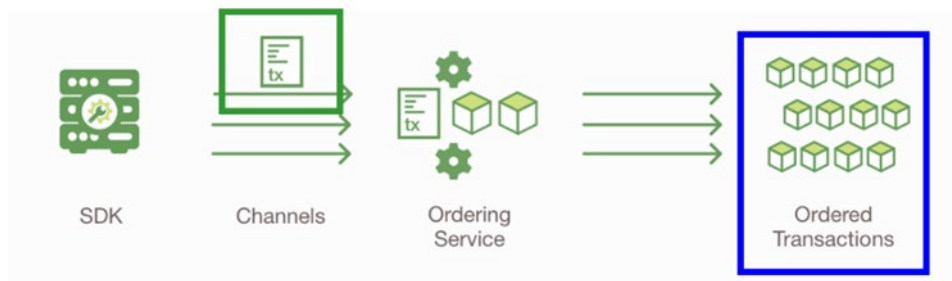 tx
tx
SDK
Channels
Ordering
Service
Ordered
Transactions